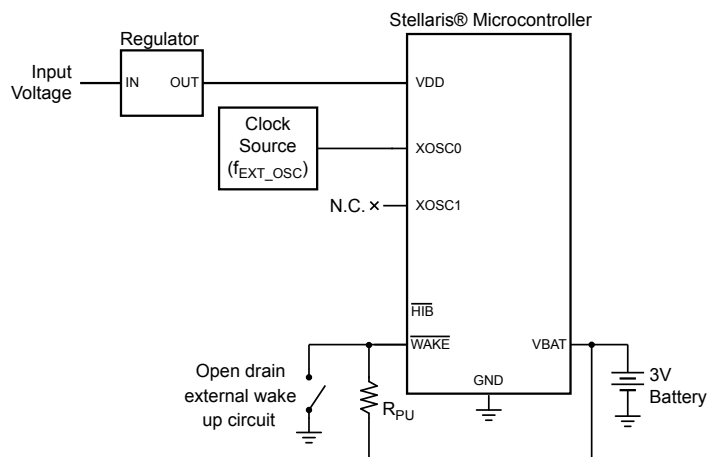 Stellaris® Microcontroller
Regulator
Input
Voltage
IN OUT
VDD
Clock
Source
(fEXT_OSC)
XOSC0
N.C.
XOSC1
HIB
WAKE
VBAT
Open drain
external wake
up circuit
RPU
GND
3V
Battery